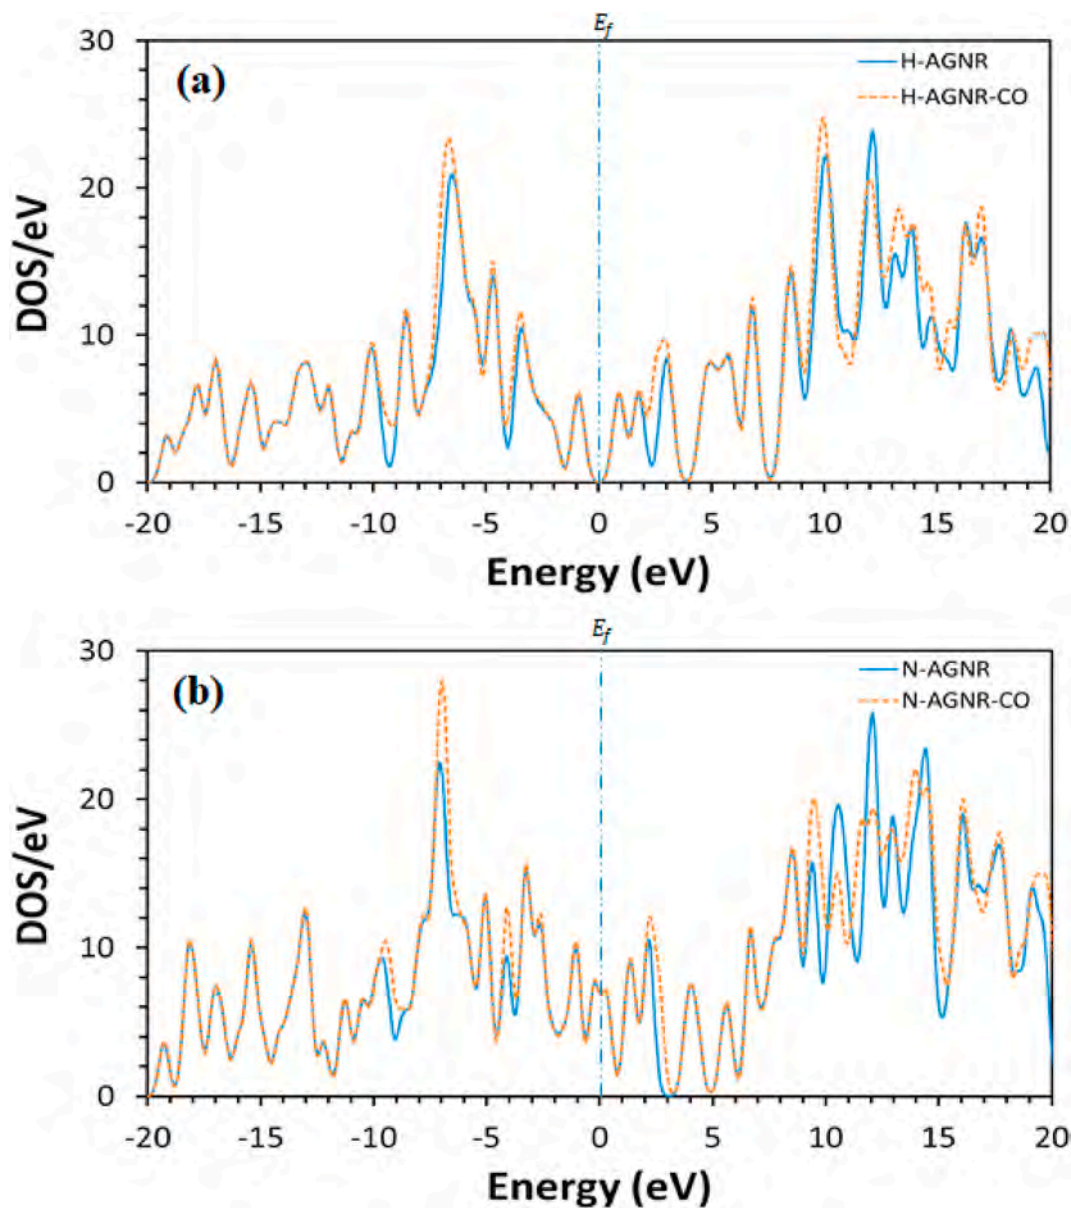 E_f
30
(a)
H-AGNR
H-AGNR-CO
20
DOS/eV
10
0
-20 -15 -10 -5 0 5 10 15 20
Energy (eV)
E_f
30
(b)
N-AGNR
N-AGNR-CO
20
DOS/eV
10
0
-20 -15 -10 -5 0 5 10 15 20
Energy (eV)